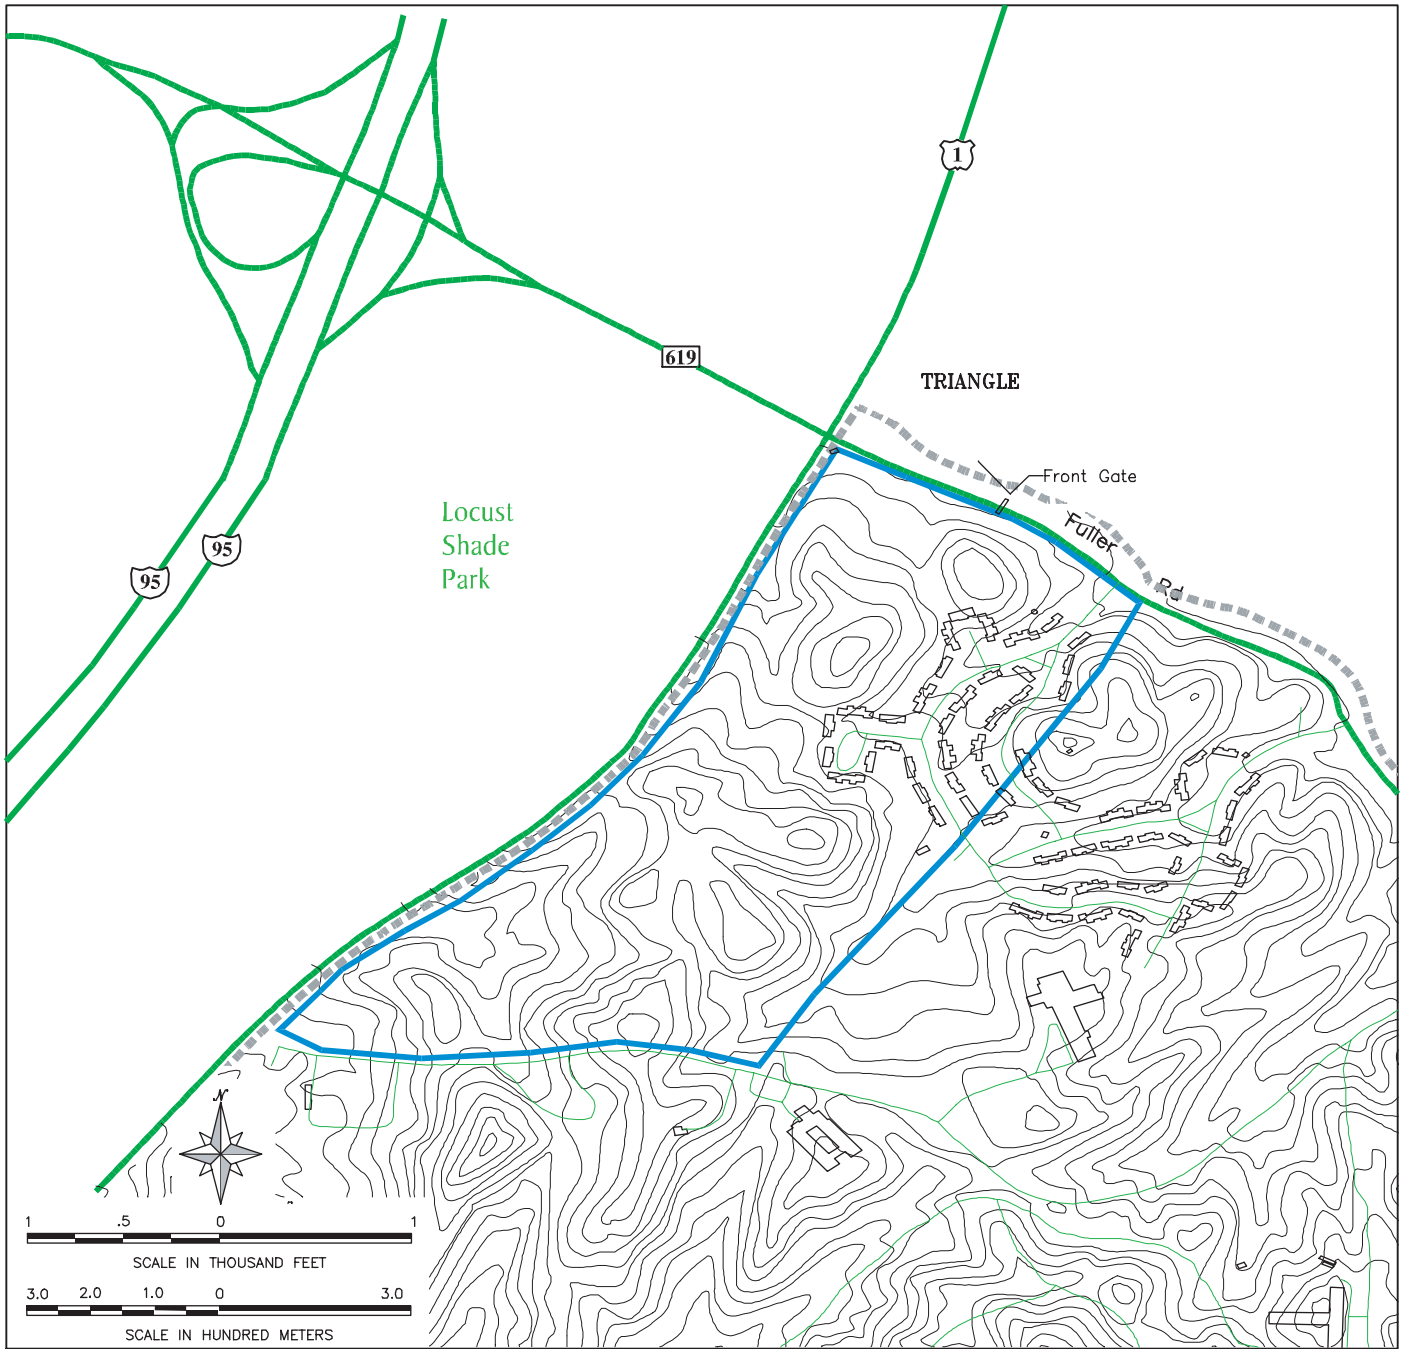 1
619
TRIANGLE
Front Gate
Locust
Shade
Park
Fuller
Rd
95
95
N
1 .5 0 1
SCALE IN THOUSAND FEET
3.0 2.0 1.0 0 3.0
SCALE IN HUNDRED METERS